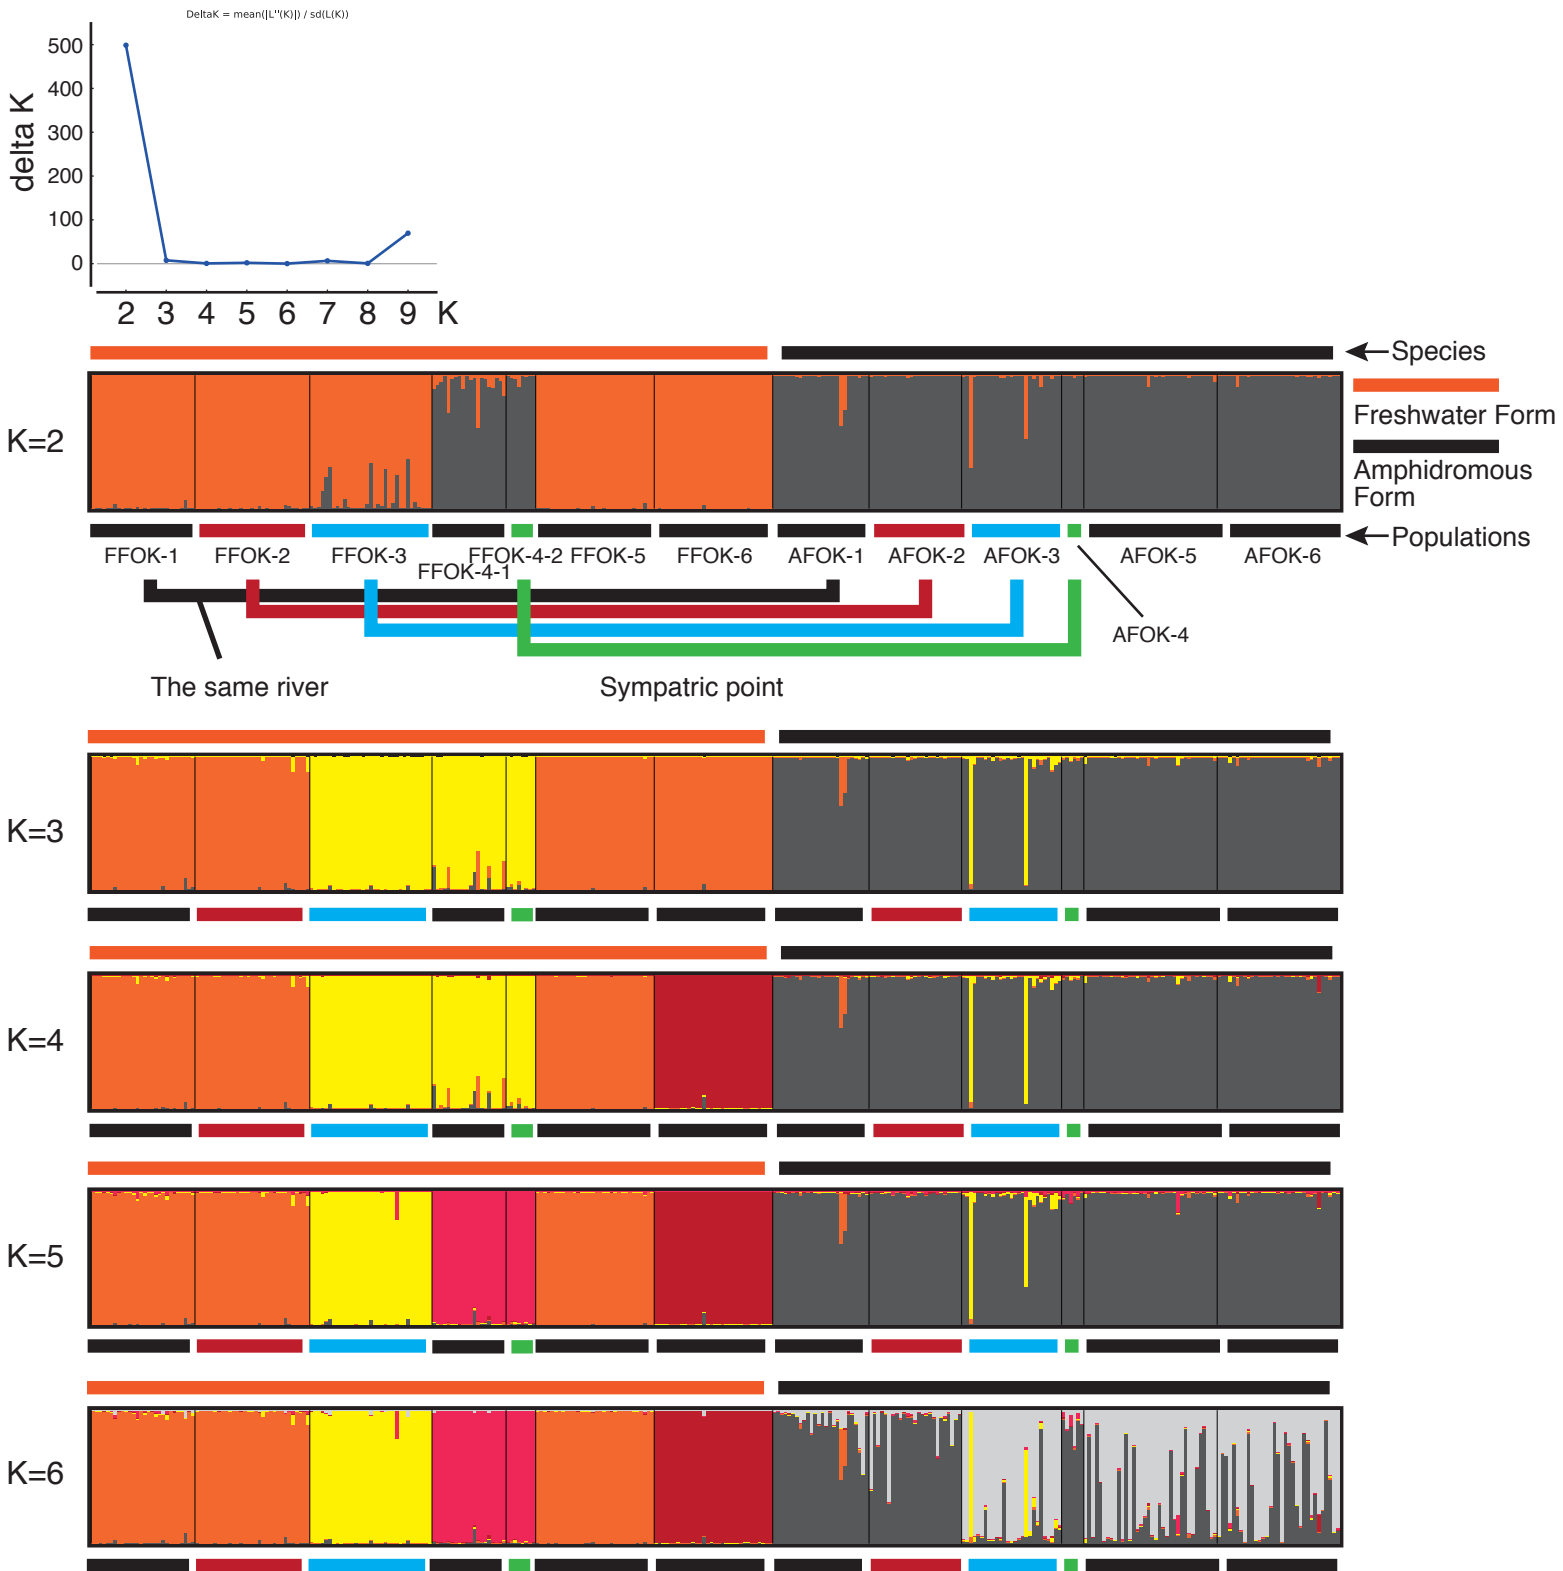 DeltaK = mean(|L''(K)|) / sd(L(K))
delta K
500
400
300
200
100
0
2 3 4 5 6 7 8 9 K
Species
K=2
Freshwater Form
Amphidromous
Form
Populations
FFOK-1 FFOK-2 FFOK-3 FFOK-4-2 FFOK-5 FFOK-6 AFOK-1 AFOK-2 AFOK-3 AFOK-5 AFOK-6
FFOK-4-1
AFOK-4
The same river Sympatric point
K=3
K=4
K=5
K=6